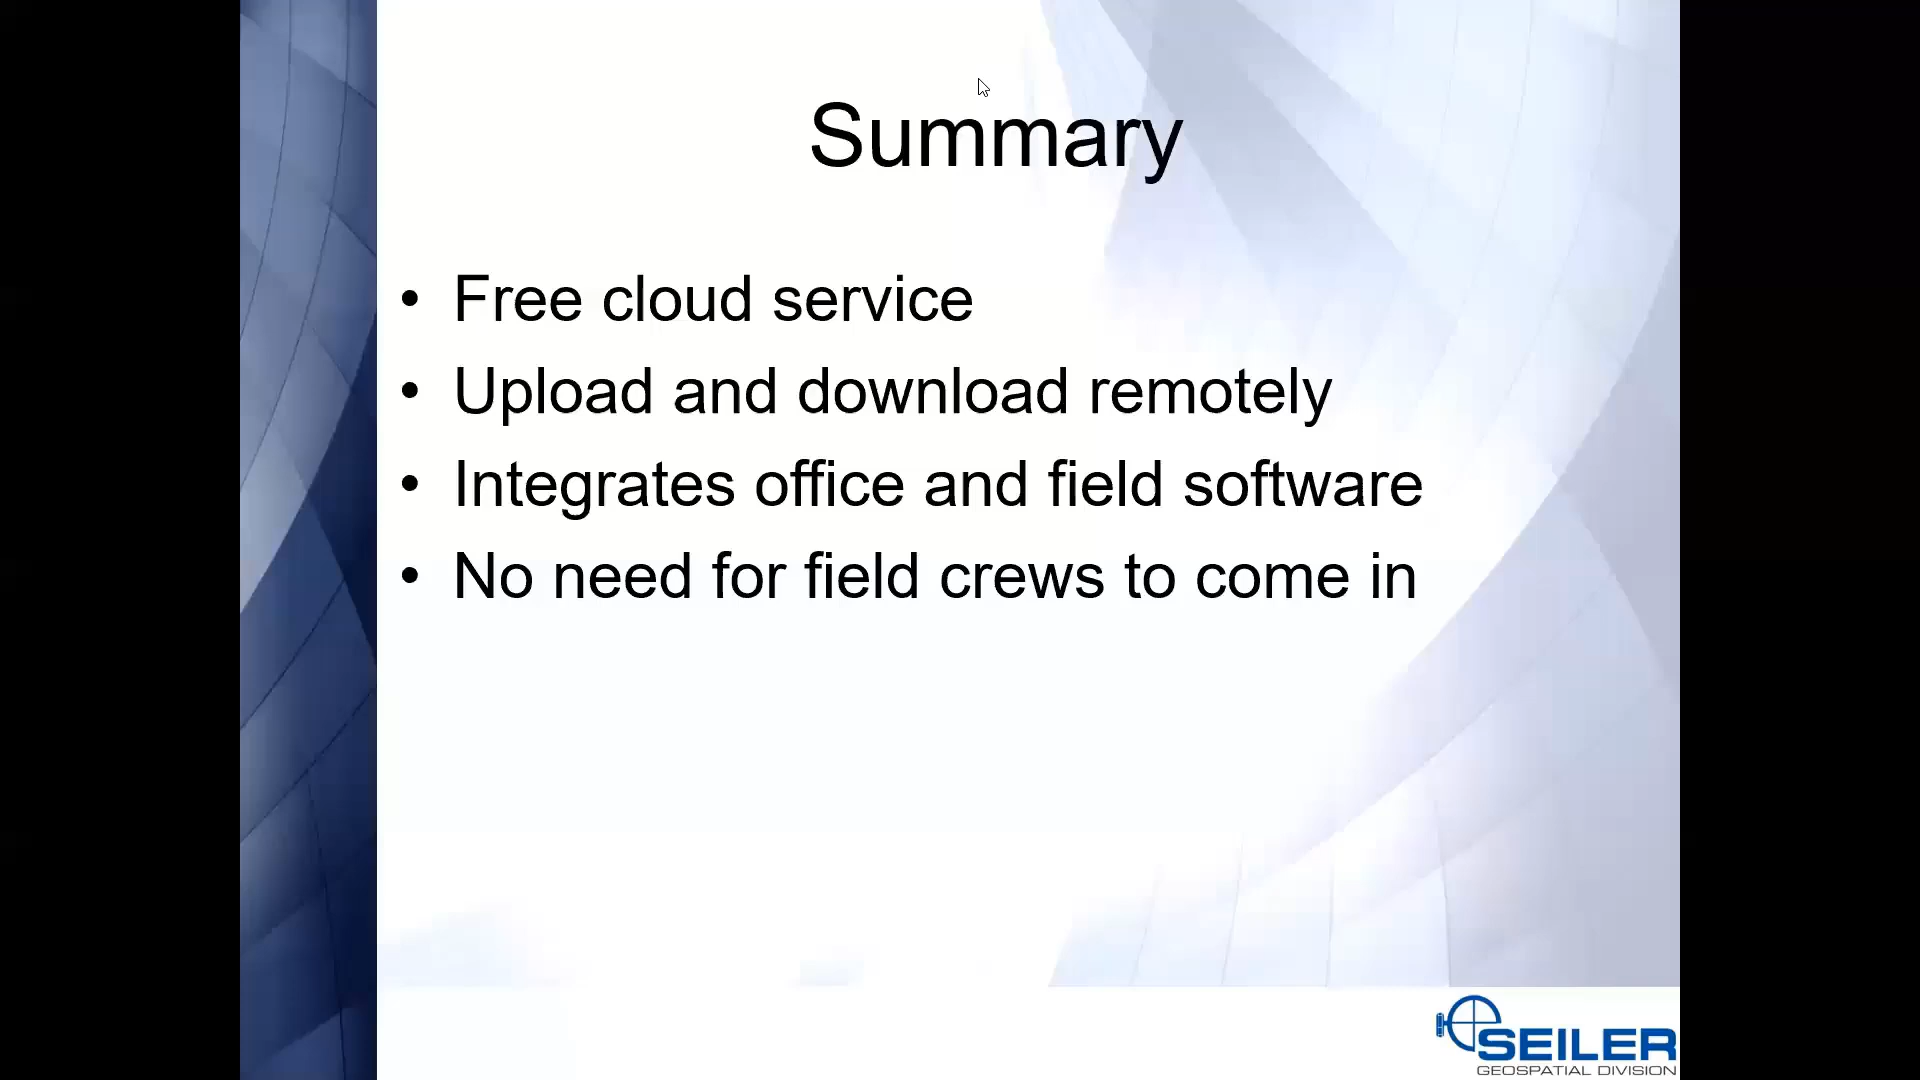 Summary
• Free cloud service
• Upload and download remotely
• Integrates office and field software
• No need for field crews to come in
SEILER
GEOSPATIAL DIVISION